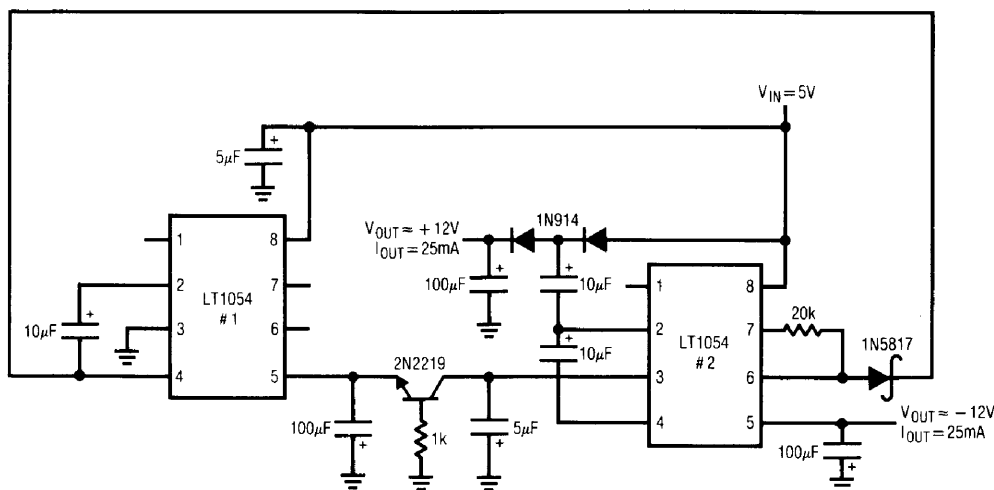 V_IN = 5V
5µF
+
V_OUT ≈ +12V
I_OUT = 25mA
1N914
100µF
+
10µF
+
10µF
+
1
2
3
4
8
7
6
5
LT1054
# 1
10µF
+
1
2
3
4
8
7
6
5
LT1054
# 2
20k
1N5817
2N2219
100µF
+
1k
5µF
+
V_OUT ≈ −12V
I_OUT = 25mA
100µF
+